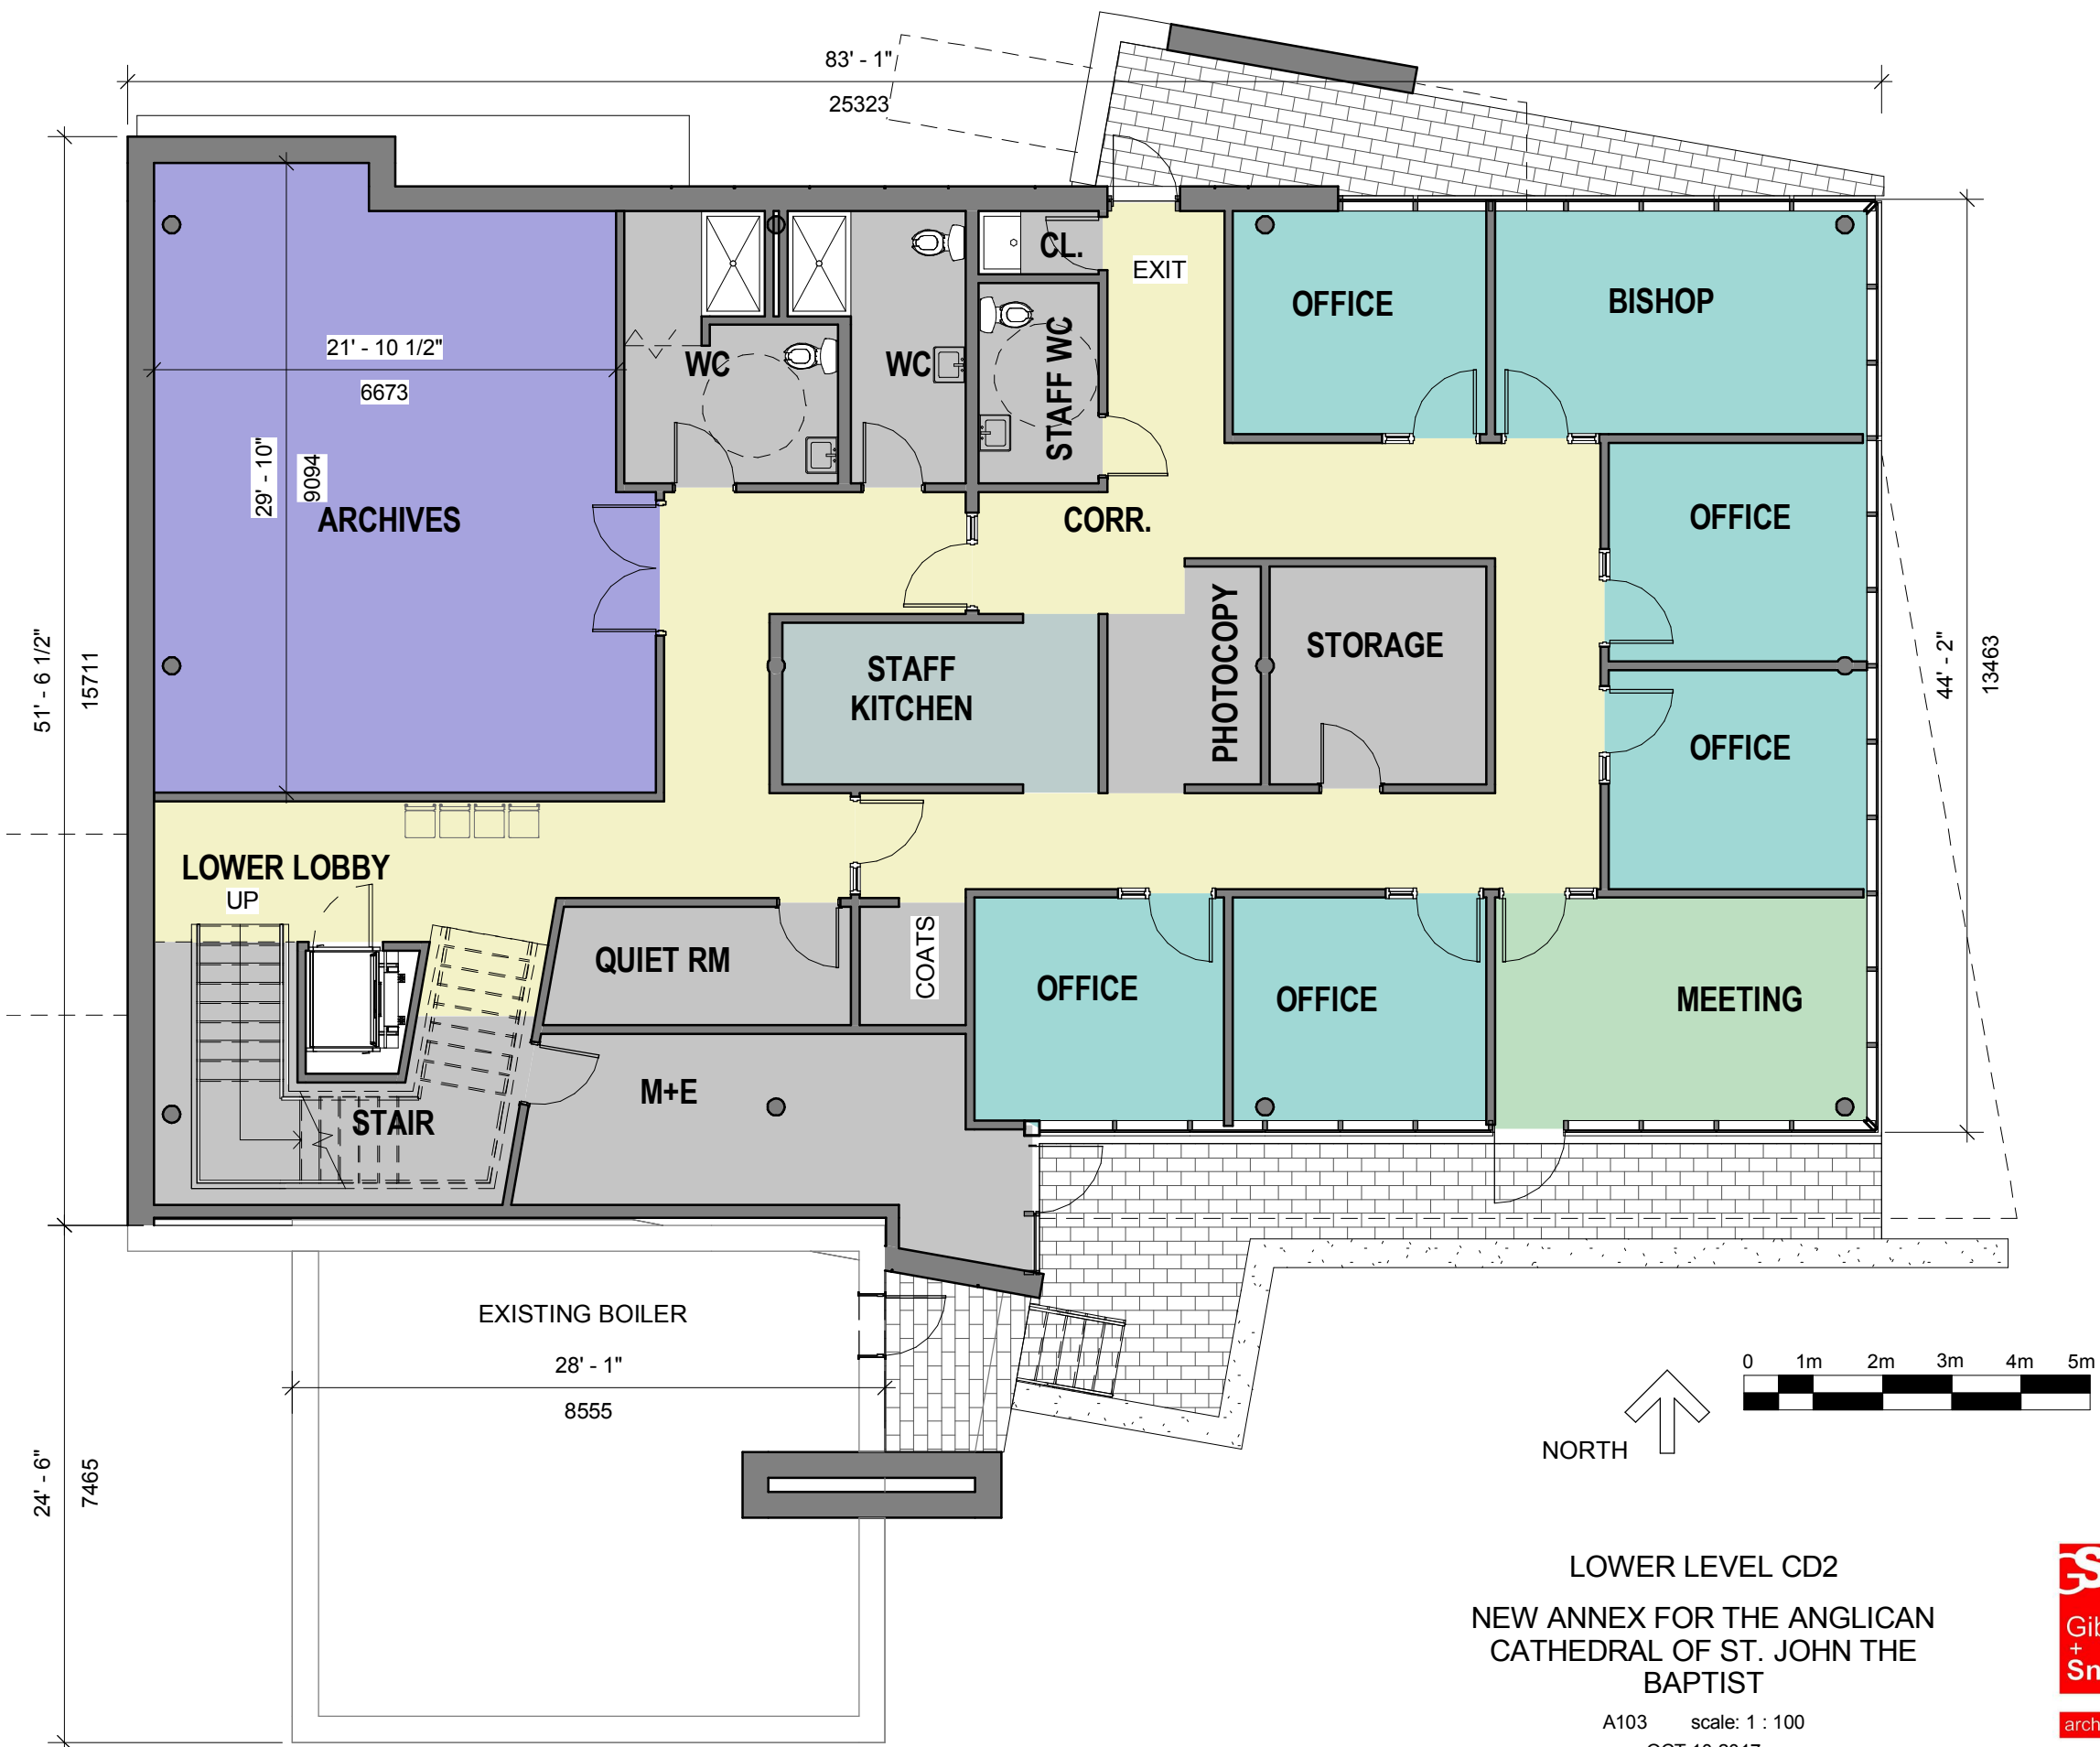 83' - 1"
25323
CL.
EXIT
OFFICE
BISHOP
21' - 10 1/2"
6673
WC
WC
STAFF WC
29' - 10"
9094
ARCHIVES
CORR.
OFFICE
51' - 6 1/2"
15711
STAFF
KITCHEN
PHOTOCOPY
STORAGE
OFFICE
44' - 2"
13463
LOWER LOBBY
UP
QUIET RM
COATS
OFFICE
OFFICE
MEETING
M+E
STAIR
EXISTING BOILER
28' - 1"
8555
24' - 6"
7465
0 1m 2m 3m 4m 5m
NORTH
LOWER LEVEL CD2
NEW ANNEX FOR THE ANGLICAN
CATHEDRAL OF ST. JOHN THE
BAPTIST
A103 scale: 1 : 100
+